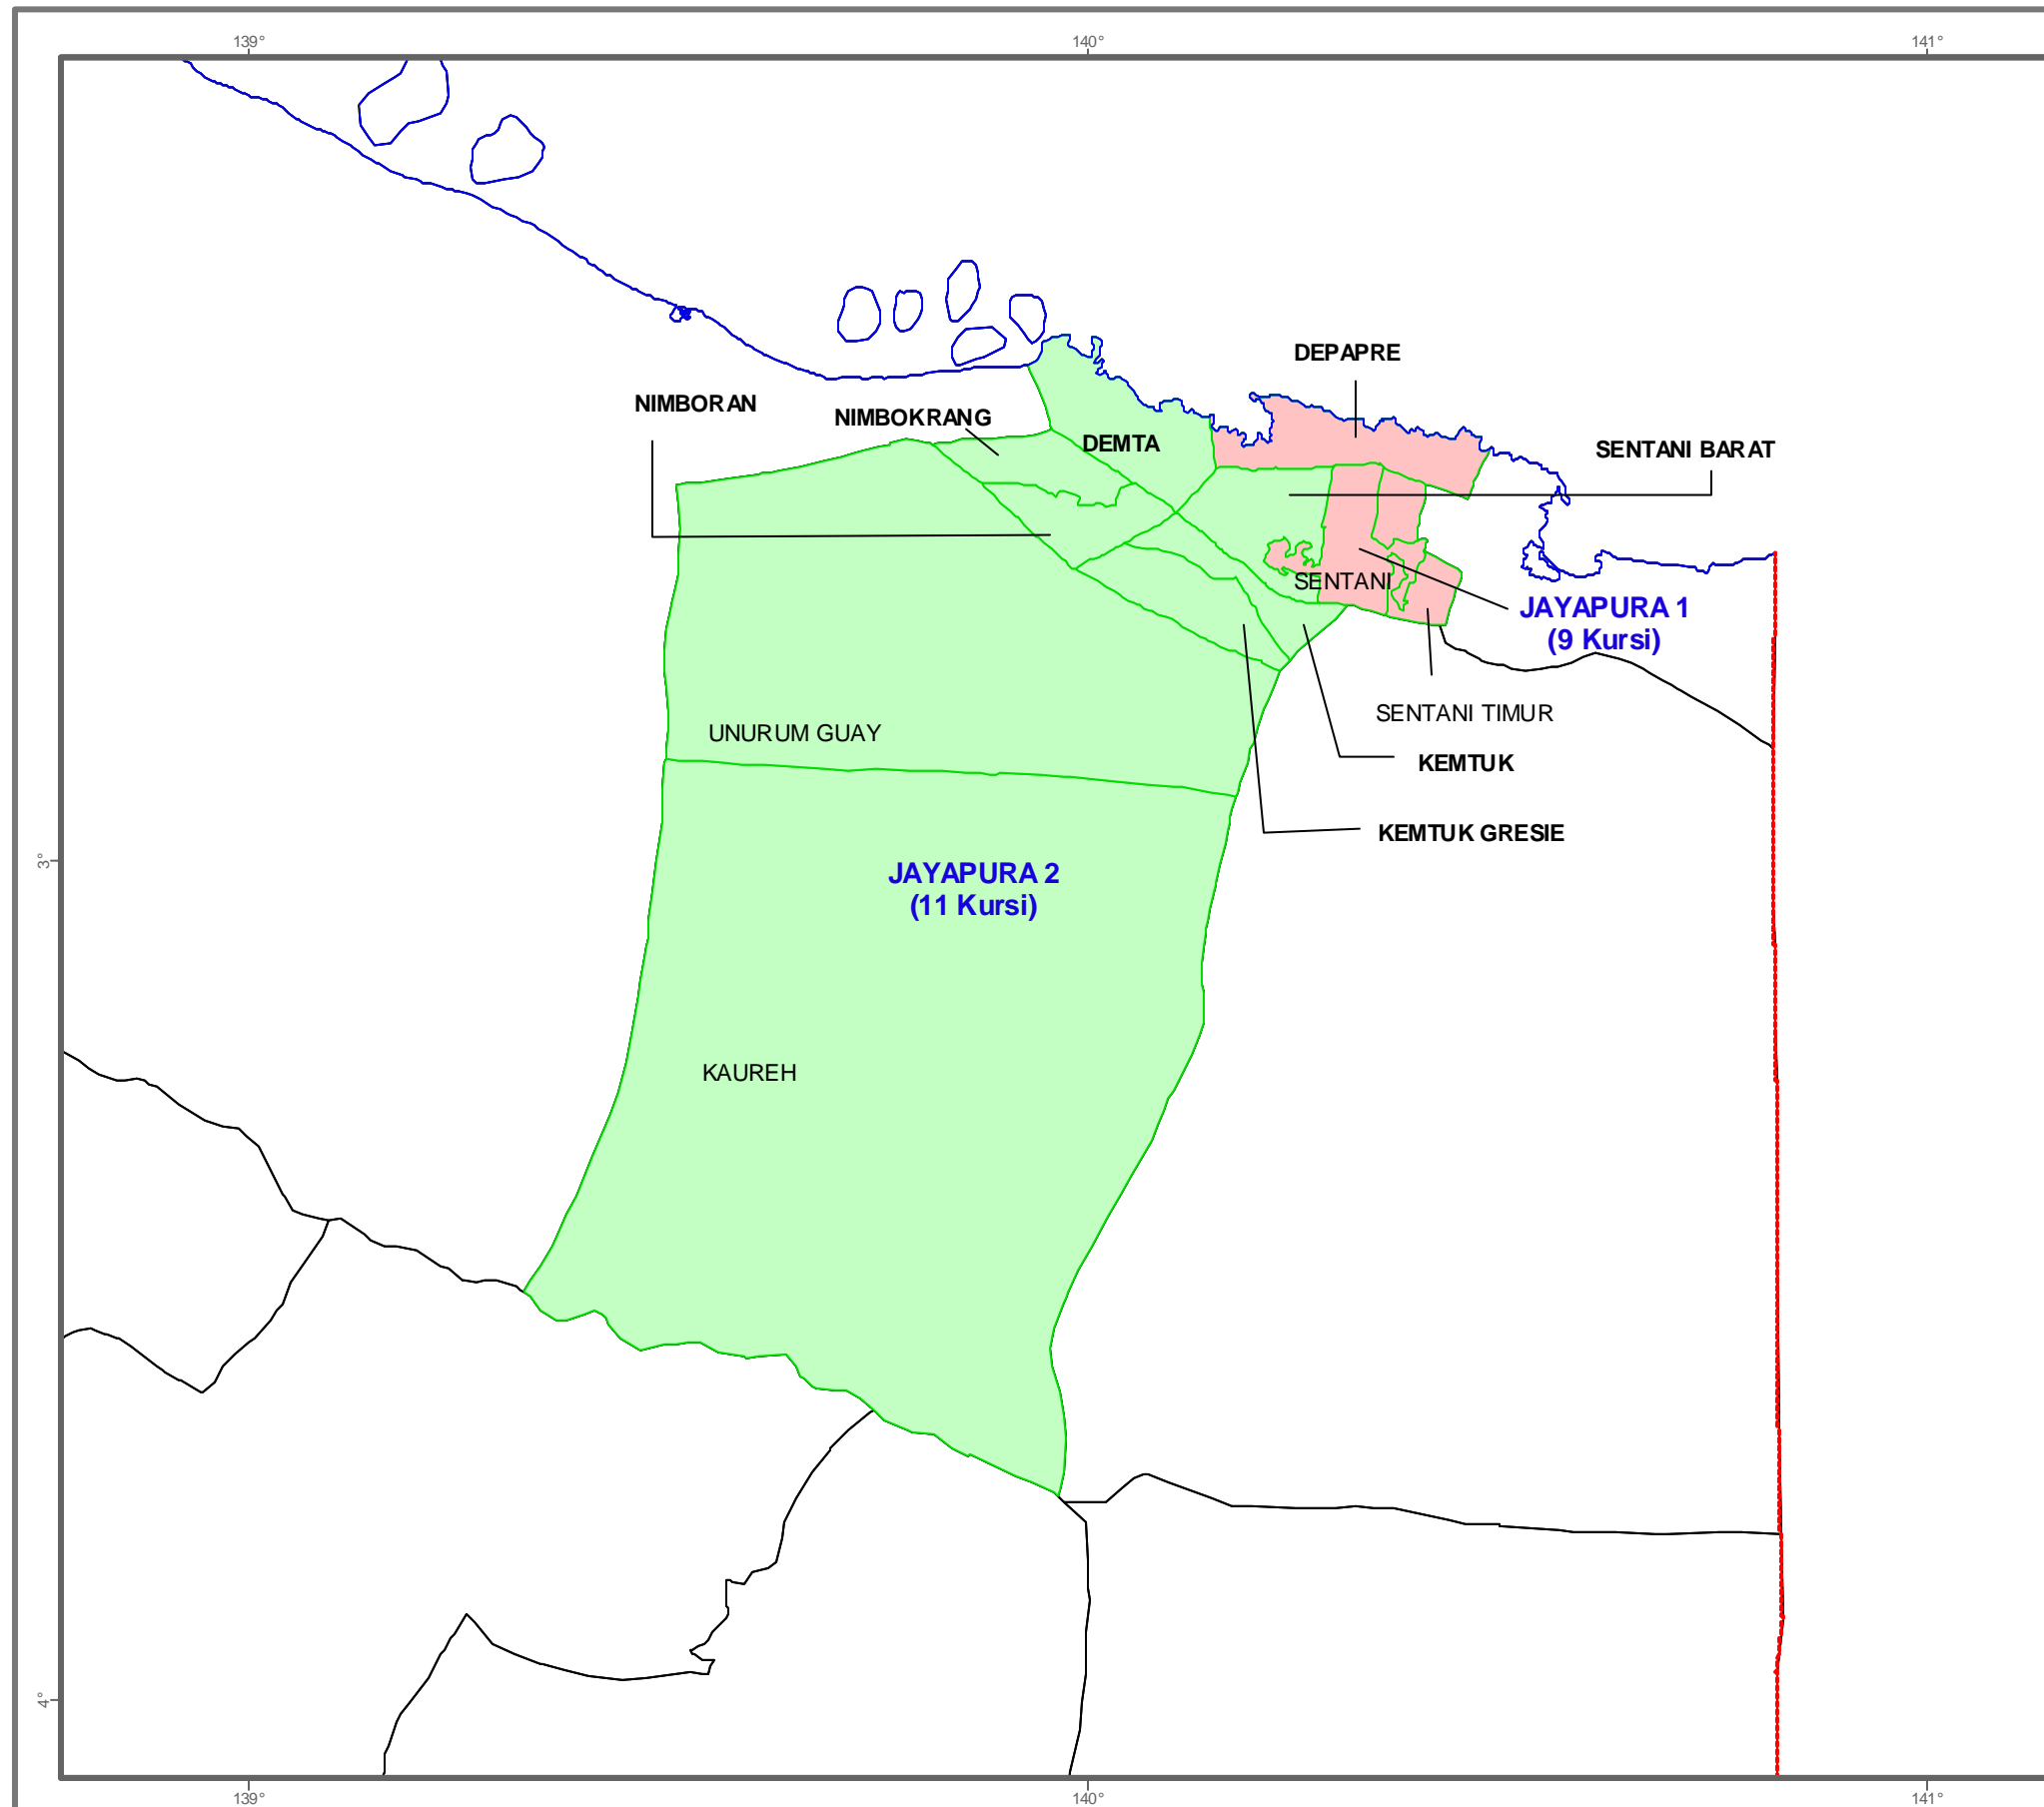 139°
140°
141°
DEPAPRE
NIMBORAN
NIMBOKRANG
DEMTA
SENTANI BARAT
SENTANI
JAYAPURA 1
(9 Kursi)
SENTANI TIMUR
UNURUM GUAY
KEMTUK
KEMTUK GRESIE
3°
JAYAPURA 2
(11 Kursi)
KAUREH
4°
139°
140°
141°